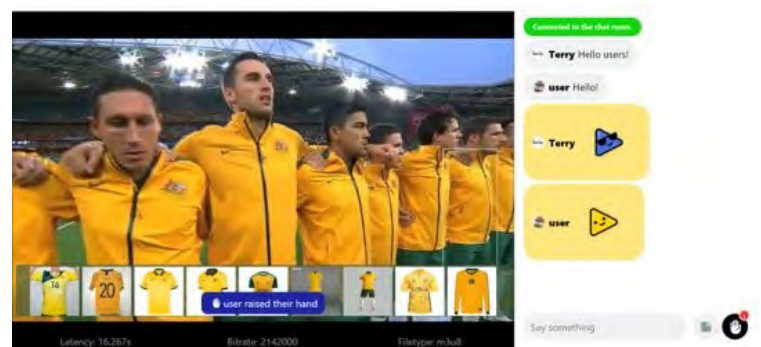 Connected to the chat room
Terry Hello users!
user Hello!
Terry
user
16
20
user raised their hand
Latency: 16.267s
Bitrate: 2142000
Filetype: m3u8
Say something